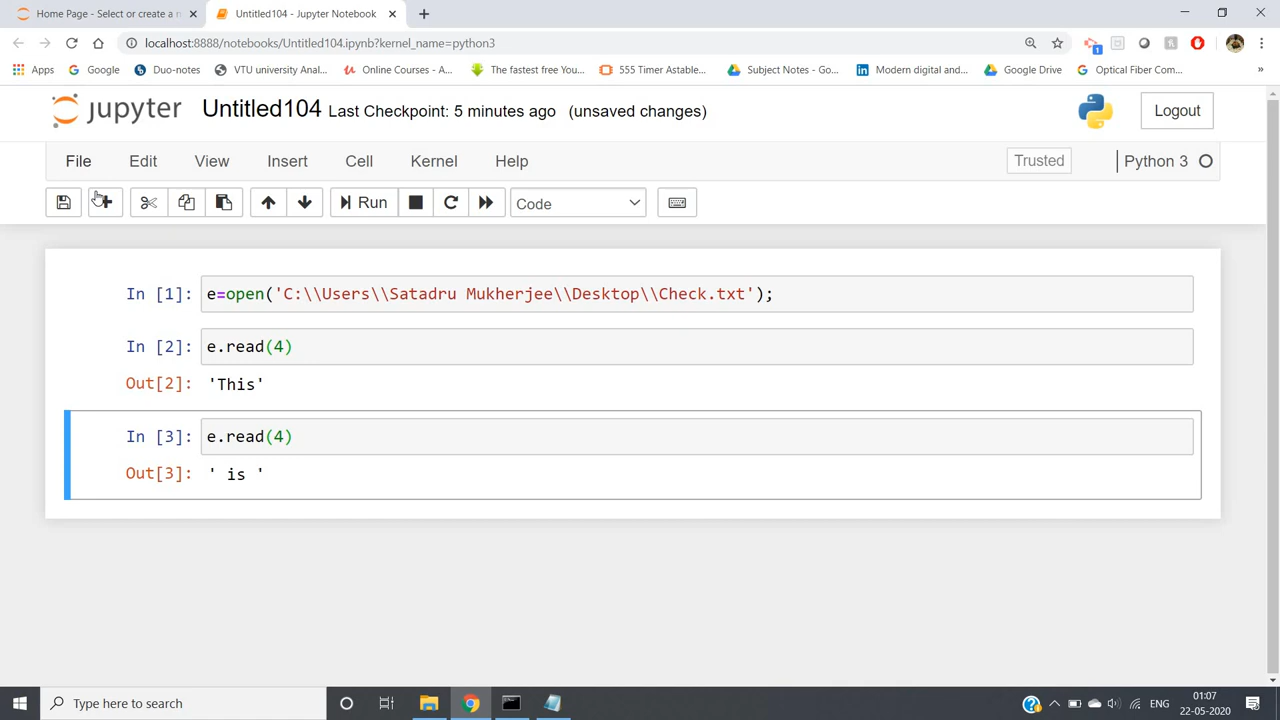 Home Page - Select or create a n
Untitled104 - Jupyter Notebook
localhost:8888/notebooks/Untitled104.ipynb?kernel_name=python3
1
Apps Google Duo-notes VTU university Anal... Online Courses - A... The fastest free You... 555 Timer Astable... Subject Notes - Go... Modern digital and... Google Drive Optical Fiber Com... »
jupyter Untitled104 Last Checkpoint: 5 minutes ago (unsaved changes) Logout
File Edit View Insert Cell Kernel Help Trusted Python 3
Run Code
In [1]: e=open('C:\\Users\\Satadru Mukherjee\\Desktop\\Check.txt');
In [2]: e.read(4)
Out[2]: 'This'
In [3]: e.read(4)
Out[3]: ' is '
Type here to search
ENG
01:07
22-05-2020